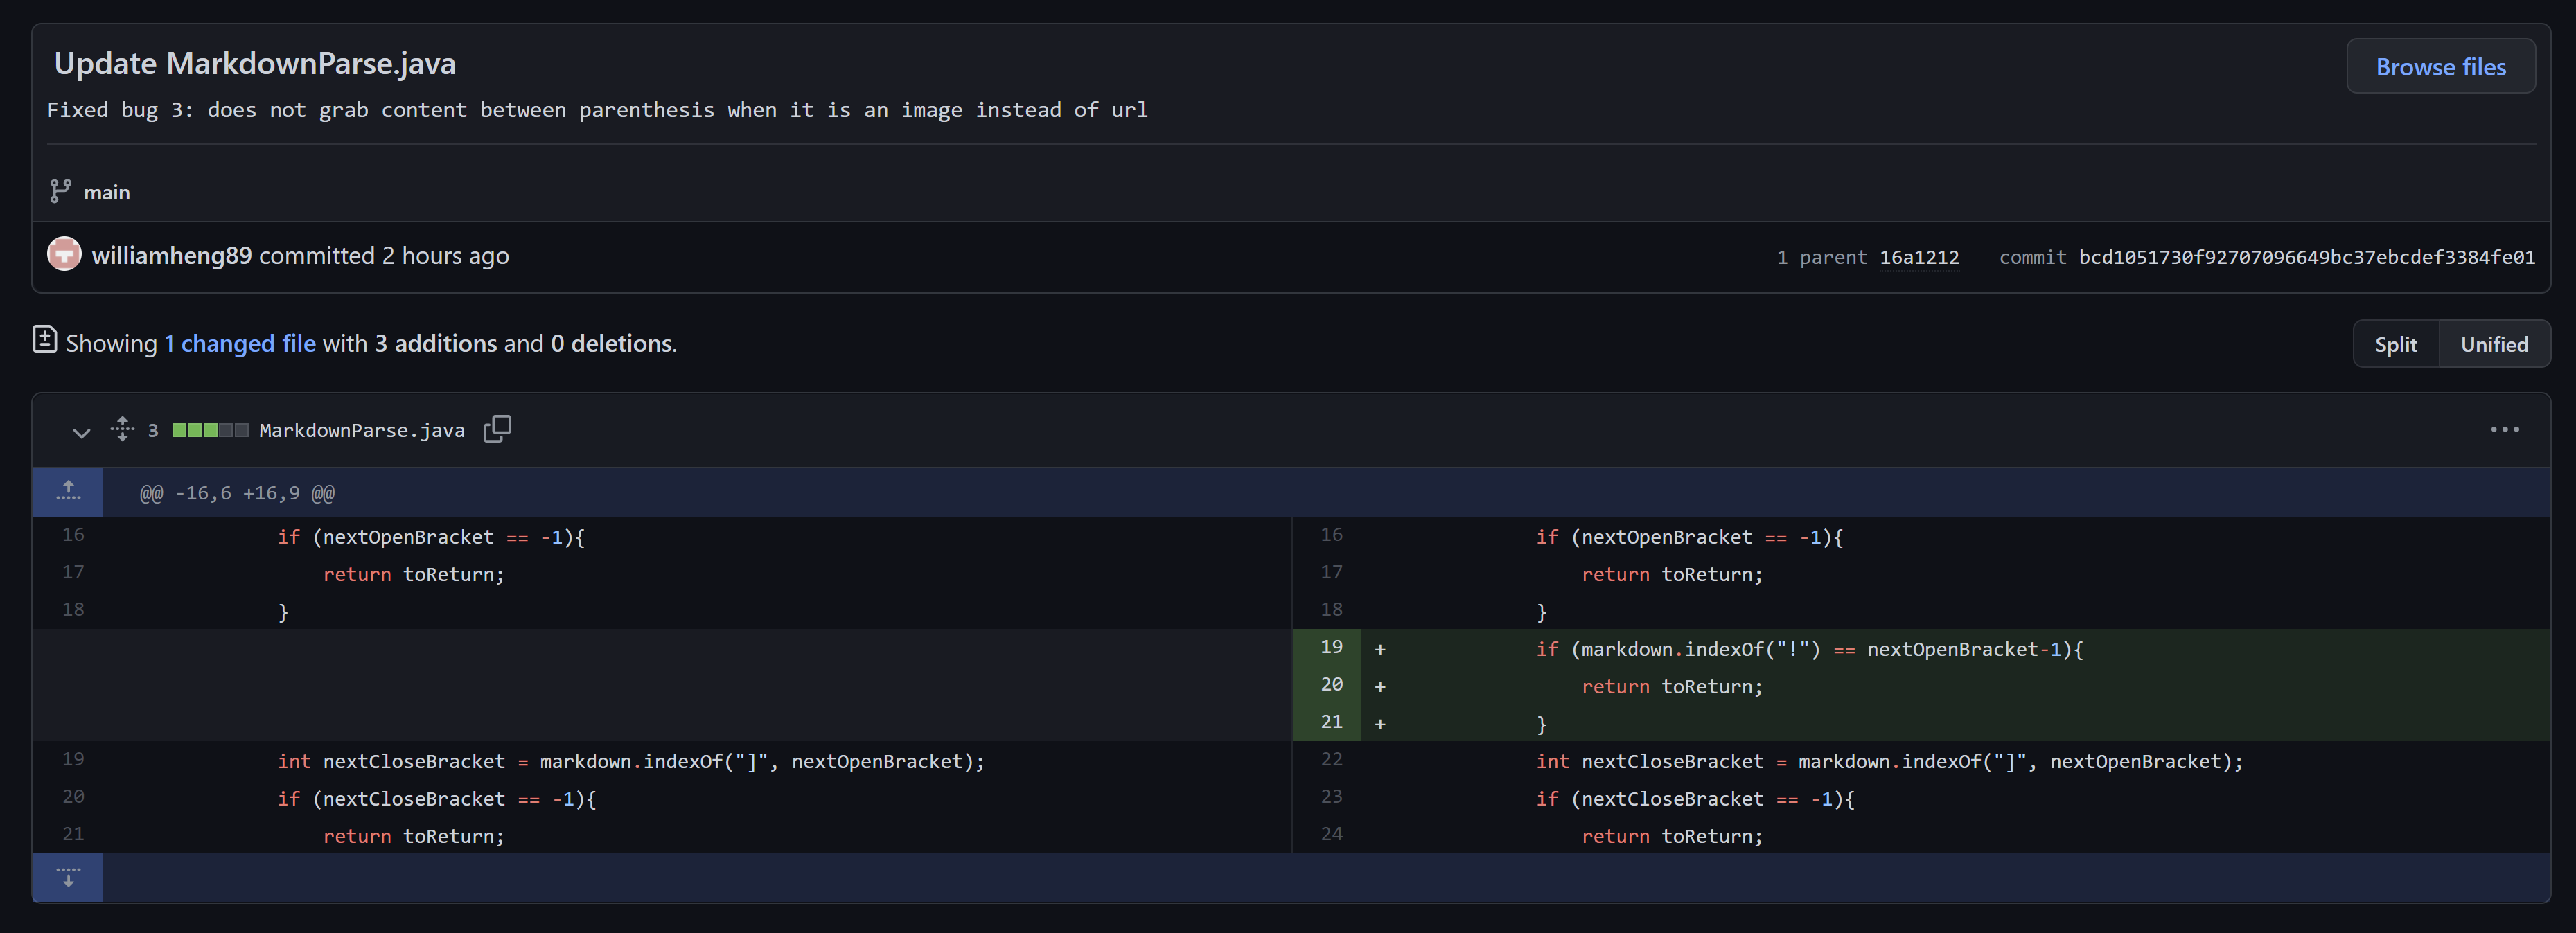 Update MarkdownParse.java
Browse files
Fixed bug 3: does not grab content between parenthesis when it is an image instead of url
main
williamheng89 committed 2 hours ago
1 parent 16a1212 commit bcd1051730f92707096649bc37ebcdef3384fe01
Showing 1 changed file with 3 additions and 0 deletions.
Split Unified
3 MarkdownParse.java
@@ -16,6 +16,9 @@
16 if (nextOpenBracket == -1){
17 return toReturn;
18 }
19 int nextCloseBracket = markdown.indexOf("]", nextOpenBracket);
20 if (nextCloseBracket == -1){
21 return toReturn;
16 if (nextOpenBracket == -1){
17 return toReturn;
18 }
19 + if (markdown.indexOf("!") == nextOpenBracket-1){
20 + return toReturn;
21 + }
22 int nextCloseBracket = markdown.indexOf("]", nextOpenBracket);
23 if (nextCloseBracket == -1){
24 return toReturn;